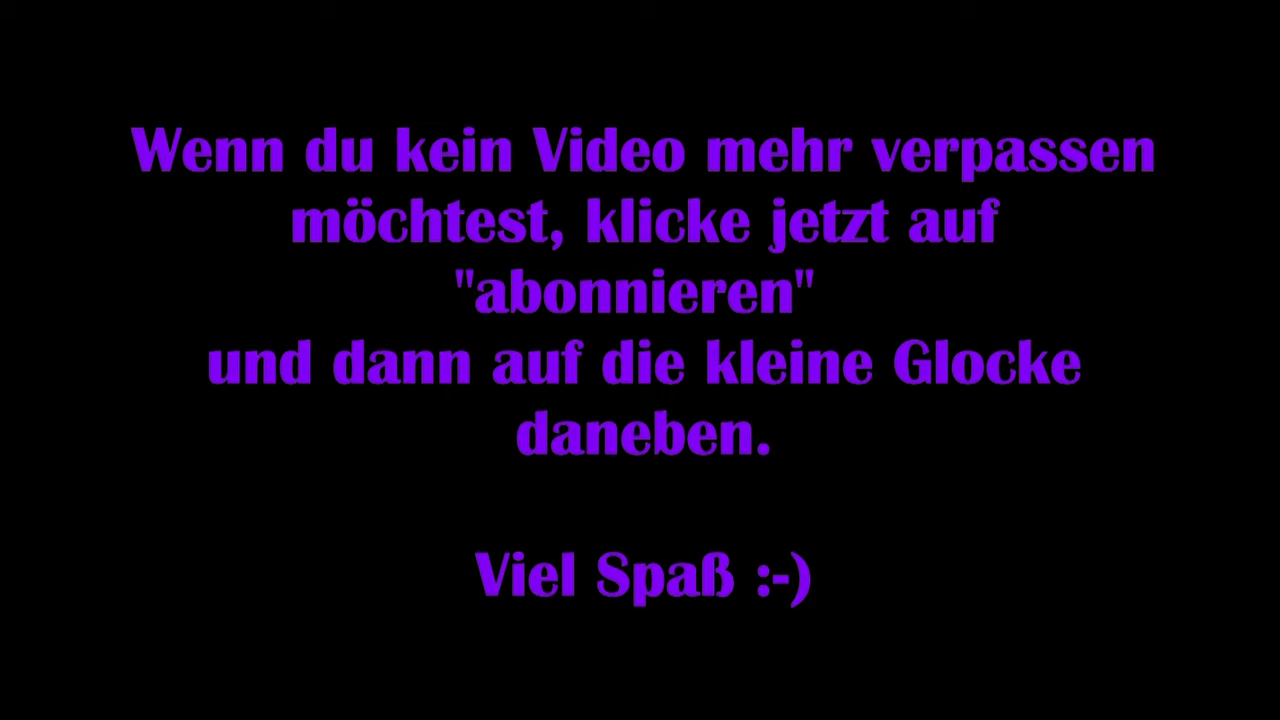 Wenn du kein Video mehr verpassen
möchtest, klicke jetzt auf
"abonnieren"
und dann auf die kleine Glocke
daneben.
Viel Spaß :-)